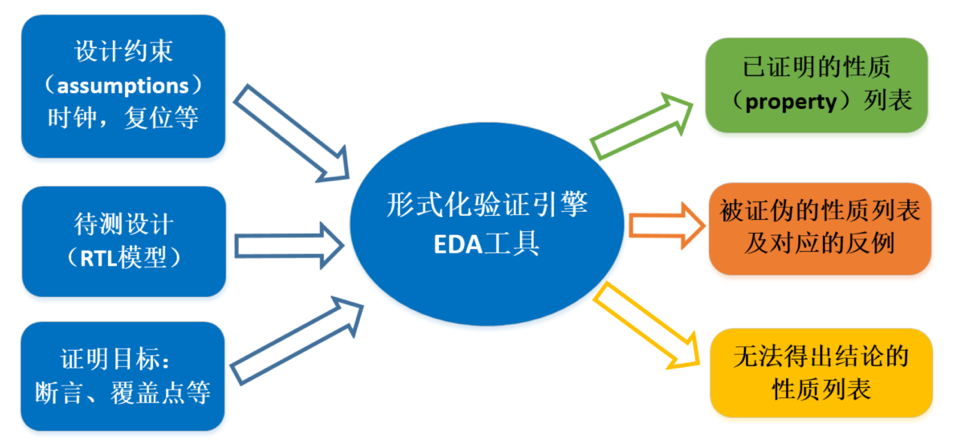 设计约束
（assumptions）
时钟，复位等
待测设计
（RTL模型）
证明目标：
断言、覆盖点等
形式化验证引擎
EDA工具
已证明的性质
（property）列表
被证伪的性质列表
及对应的反例
无法得出结论的
性质列表